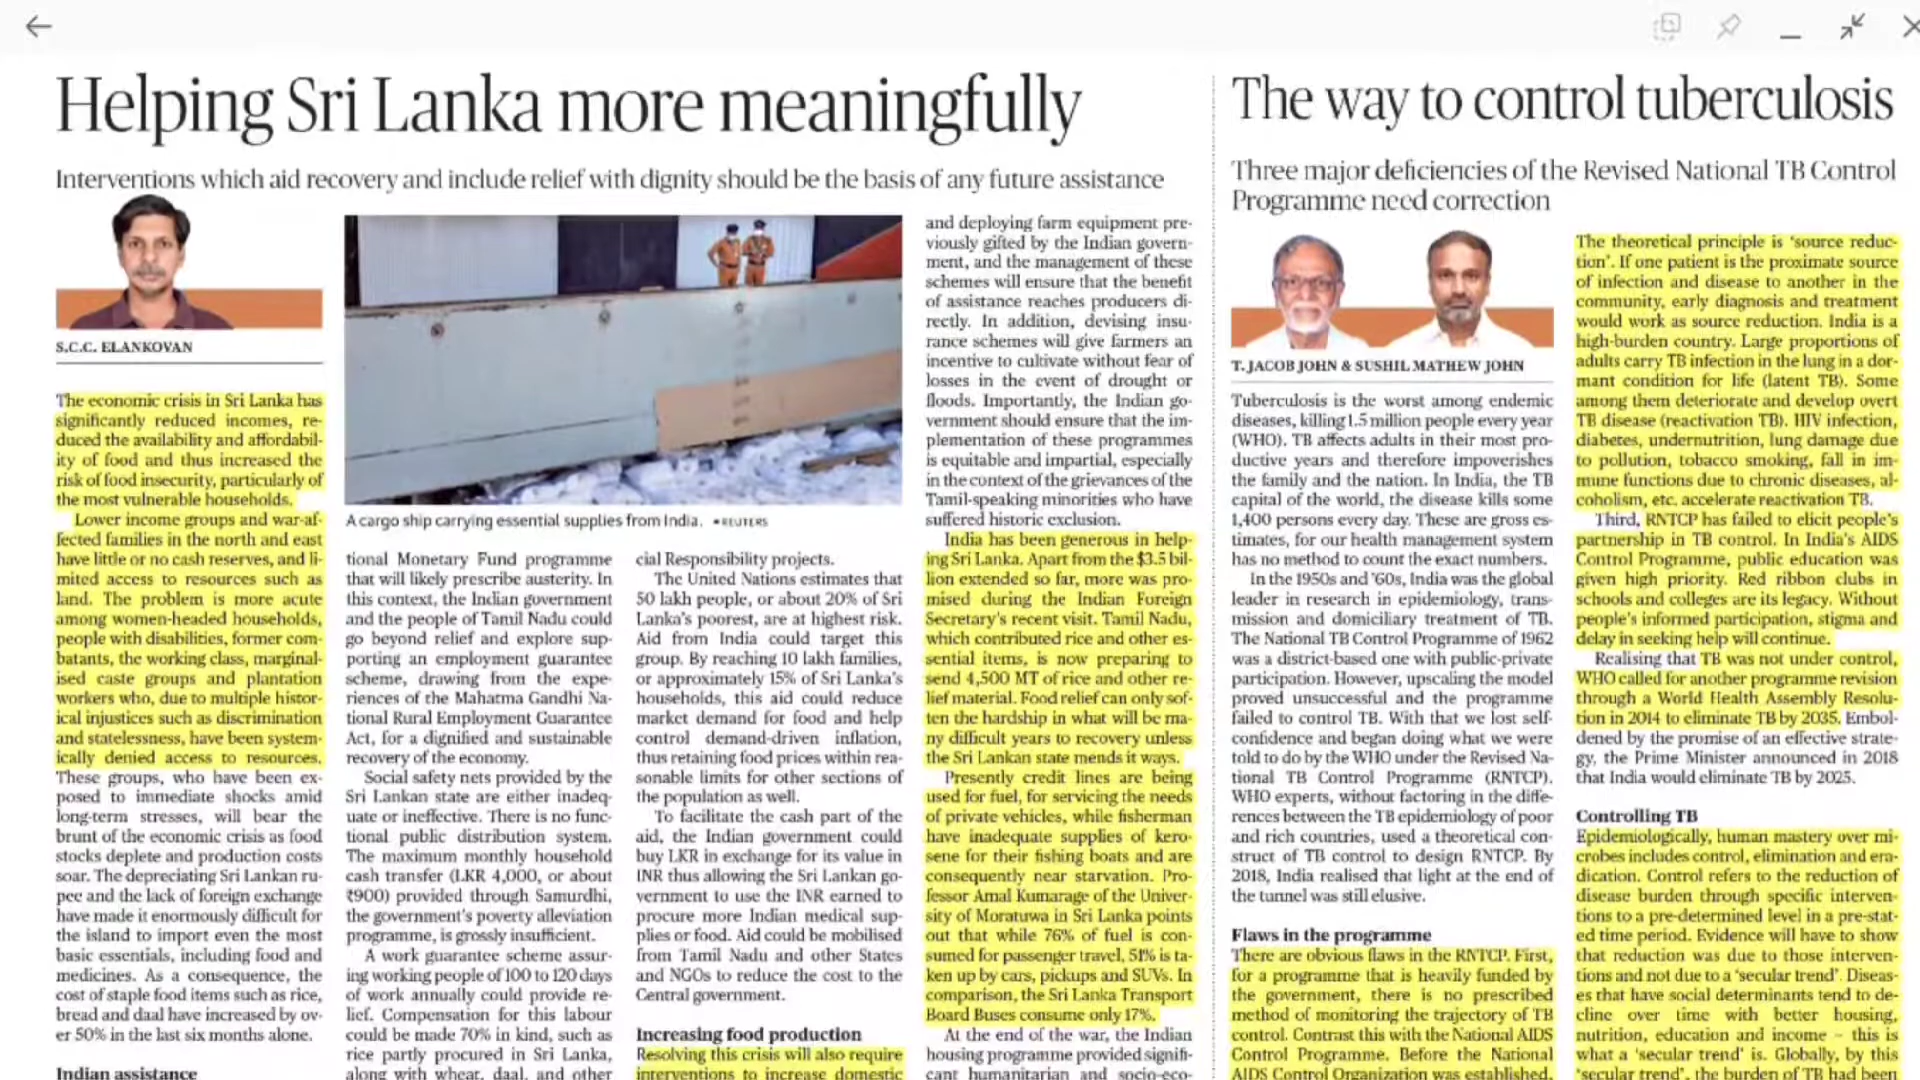 Helping Sri Lanka more meaningfully
Interventions which aid recovery and include relief with dignity should be the basis of any future assistance
S.C.C. ELANKOVAN
The economic crisis in Sri Lanka has
significantly reduced incomes, re-
duced the availability and affordabil-
ity of food and thus increased the
risk of food insecurity, particularly of
the most vulnerable households.
Lower income groups and war-af-
fected families in the north and east
have little or no cash reserves, and li-
mited access to resources such as
land. The problem is more acute
among women-headed households,
people with disabilities, former com-
batants, the working class, marginal-
ised caste groups and plantation
workers who, due to multiple histor-
ical injustices such as discrimination
and statelessness, have been system-
ically denied access to resources.
These groups, who have been ex-
posed to immediate shocks amid
long-term stresses, will bear the
brunt of the economic crisis as food
stocks deplete and production costs
soar. The depreciating Sri Lankan ru-
pee and the lack of foreign exchange
have made it enormously difficult for
the island to import even the most
basic essentials, including food and
medicines. As a consequence, the
cost of staple food items such as rice,
bread and daal have increased by ov-
er 50% in the last six months alone.
Indian assistance
A cargo ship carrying essential supplies from India. •REUTERS
tional Monetary Fund programme
that will likely prescribe austerity. In
this context, the Indian government
and the people of Tamil Nadu could
go beyond relief and explore sup-
porting an employment guarantee
scheme, drawing from the expe-
riences of the Mahatma Gandhi Na-
tional Rural Employment Guarantee
Act, for a dignified and sustainable
recovery of the economy.
Social safety nets provided by the
Sri Lankan state are either inadeq-
uate or ineffective. There is no func-
tional public distribution system.
The maximum monthly household
cash transfer (LKR 4,000, or about
₹900) provided through Samurdhi,
the government's poverty alleviation
programme, is grossly insufficient.
A work guarantee scheme assur-
ing working people of 100 to 120 days
of work annually could provide re-
lief. Compensation for this labour
could be made 70% in kind, such as
rice partly procured in Sri Lanka,
along with wheat, daal, and other
cial Responsibility projects.
The United Nations estimates that
50 lakh people, or about 20% of Sri
Lanka's poorest, are at highest risk.
Aid from India could target this
group. By reaching 10 lakh families,
or approximately 15% of Sri Lanka's
households, this aid could reduce
market demand for food and help
control demand-driven inflation,
thus retaining food prices within rea-
sonable limits for other sections of
the population as well.
To facilitate the cash part of the
aid, the Indian government could
buy LKR in exchange for its value in
INR thus allowing the Sri Lankan go-
vernment to use the INR earned to
procure more Indian medical sup-
plies or food. Aid could be mobilised
from Tamil Nadu and other States
and NGOs to reduce the cost to the
Central government.
Increasing food production
Resolving this crisis will also require
interventions to increase domestic
and deploying farm equipment pre-
viously gifted by the Indian govern-
ment, and the management of these
schemes will ensure that the benefit
of assistance reaches producers di-
rectly. In addition, devising insu-
rance schemes will give farmers an
incentive to cultivate without fear of
losses in the event of drought or
floods. Importantly, the Indian go-
vernment should ensure that the im-
plementation of these programmes
is equitable and impartial, especially
in the context of the grievances of the
Tamil-speaking minorities who have
suffered historic exclusion.
India has been generous in help-
ing Sri Lanka. Apart from the $3.5 bil-
lion extended so far, more was pro-
mised during the Indian Foreign
Secretary's recent visit. Tamil Nadu,
which contributed rice and other es-
sential items, is now preparing to
send 4,500 MT of rice and other re-
lief material. Food relief can only sof-
ten the hardship in what will be ma-
ny difficult years to recovery unless
the Sri Lankan state mends it ways.
Presently credit lines are being
used for fuel, for servicing the needs
of private vehicles, while fisherman
have inadequate supplies of kero-
sene for their fishing boats and are
consequently near starvation. Pro-
fessor Amal Kumarage of the Univer-
sity of Moratuwa in Sri Lanka points
out that while 76% of fuel is con-
sumed for passenger travel, 51% is ta-
ken up by cars, pickups and SUVs. In
comparison, the Sri Lanka Transport
Board Buses consume only 17%.
At the end of the war, the Indian
housing programme provided signifi-
cant humanitarian and socio-eco-
The way to control tuberculosis
Three major deficiencies of the Revised National TB Control
Programme need correction
T. JACOB JOHN & SUSHIL MATHEW JOHN
Tuberculosis is the worst among endemic
diseases, killing 1.5 million people every year
(WHO). TB affects adults in their most pro-
ductive years and therefore impoverishes
the family and the nation. In India, the TB
capital of the world, the disease kills some
1,400 persons every day. These are gross es-
timates, for our health management system
has no method to count the exact numbers.
In the 1950s and '60s, India was the global
leader in research in epidemiology, trans-
mission and domiciliary treatment of TB.
The National TB Control Programme of 1962
was a district-based one with public-private
participation. However, upscaling the model
proved unsuccessful and the programme
failed to control TB. With that we lost self-
confidence and began doing what we were
told to do by the WHO under the Revised Na-
tional TB Control Programme (RNTCP).
WHO experts, without factoring in the diffe-
rences between the TB epidemiology of poor
and rich countries, used a theoretical con-
struct of TB control to design RNTCP. By
2018, India realised that light at the end of
the tunnel was still elusive.
Flaws in the programme
There are obvious flaws in the RNTCP. First,
for a programme that is heavily funded by
the government, there is no prescribed
method of monitoring the trajectory of TB
control. Contrast this with the National AIDS
Control Programme. Before the National
AIDS Control Organization was established,
The theoretical principle is 'source reduc-
tion'. If one patient is the proximate source
of infection and disease to another in the
community, early diagnosis and treatment
would work as source reduction. India is a
high-burden country. Large proportions of
adults carry TB infection in the lung in a dor-
mant condition for life (latent TB). Some
among them deteriorate and develop overt
TB disease (reactivation TB). HIV infection,
diabetes, undernutrition, lung damage due
to pollution, tobacco smoking, fall in im-
mune functions due to chronic diseases, al-
coholism, etc. accelerate reactivation TB.
Third, RNTCP has failed to elicit people's
partnership in TB control. In India's AIDS
Control Programme, public education was
given high priority. Red ribbon clubs in
schools and colleges are its legacy. Without
people's informed participation, stigma and
delay in seeking help will continue.
Realising that TB was not under control,
WHO called for another programme revision
through a World Health Assembly Resolu-
tion in 2014 to eliminate TB by 2035. Embol-
dened by the promise of an effective strate-
gy, the Prime Minister announced in 2018
that India would eliminate TB by 2025.
Controlling TB
Epidemiologically, human mastery over mi-
crobes includes control, elimination and era-
dication. Control refers to the reduction of
disease burden through specific interven-
tions to a pre-determined level in a pre-stat-
ed time period. Evidence will have to show
that reduction was due to those interven-
tions and not due to a 'secular trend'. Diseas-
es that have social determinants tend to de-
cline over time with better housing,
nutrition, education and income – this is
what a 'secular trend' is. Globally, by this
'secular trend', the burden of TB had been